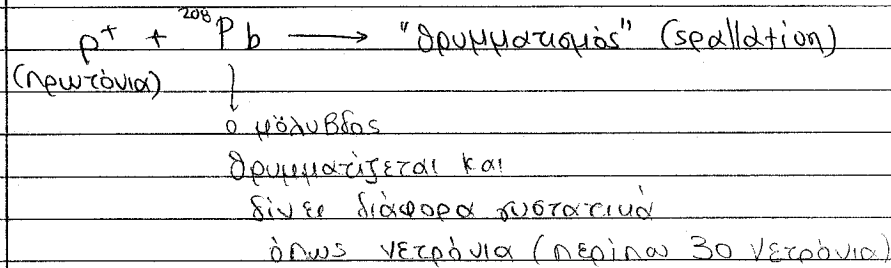 p⁺ + ²⁰⁸Pb ⟶ "θρυμματισμός" (spallation)
(πρωτόνια)
ο μόλυβδος
θρυμματίζεται και
δίνει διάφορα συστατικά
όπως νετρόνια (περίπου 30 νετρόνια)